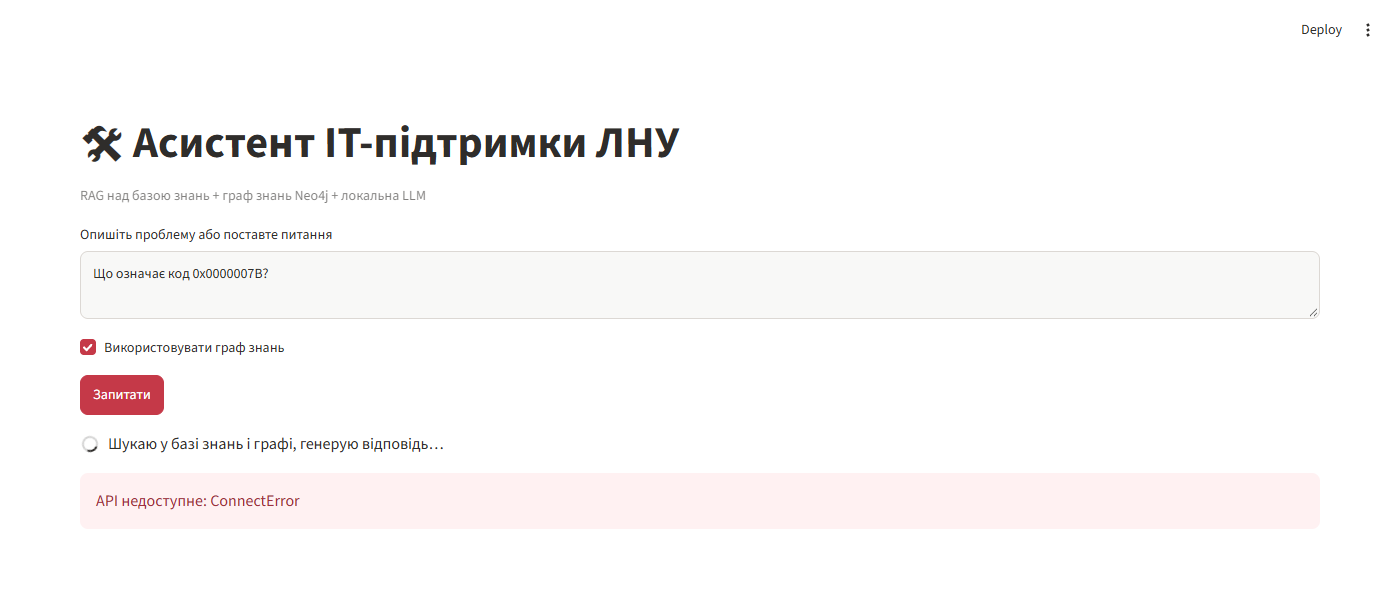 Deploy
🛠 Асистент ІТ-підтримки ЛНУ
RAG над базою знань + граф знань Neo4j + локальна LLM
Опишіть проблему або поставте питання
Що означає код 0x0000007B?
Використовувати граф знань
Запитати
Шукаю у базі знань і графі, генерую відповідь…
API недоступне: ConnectError